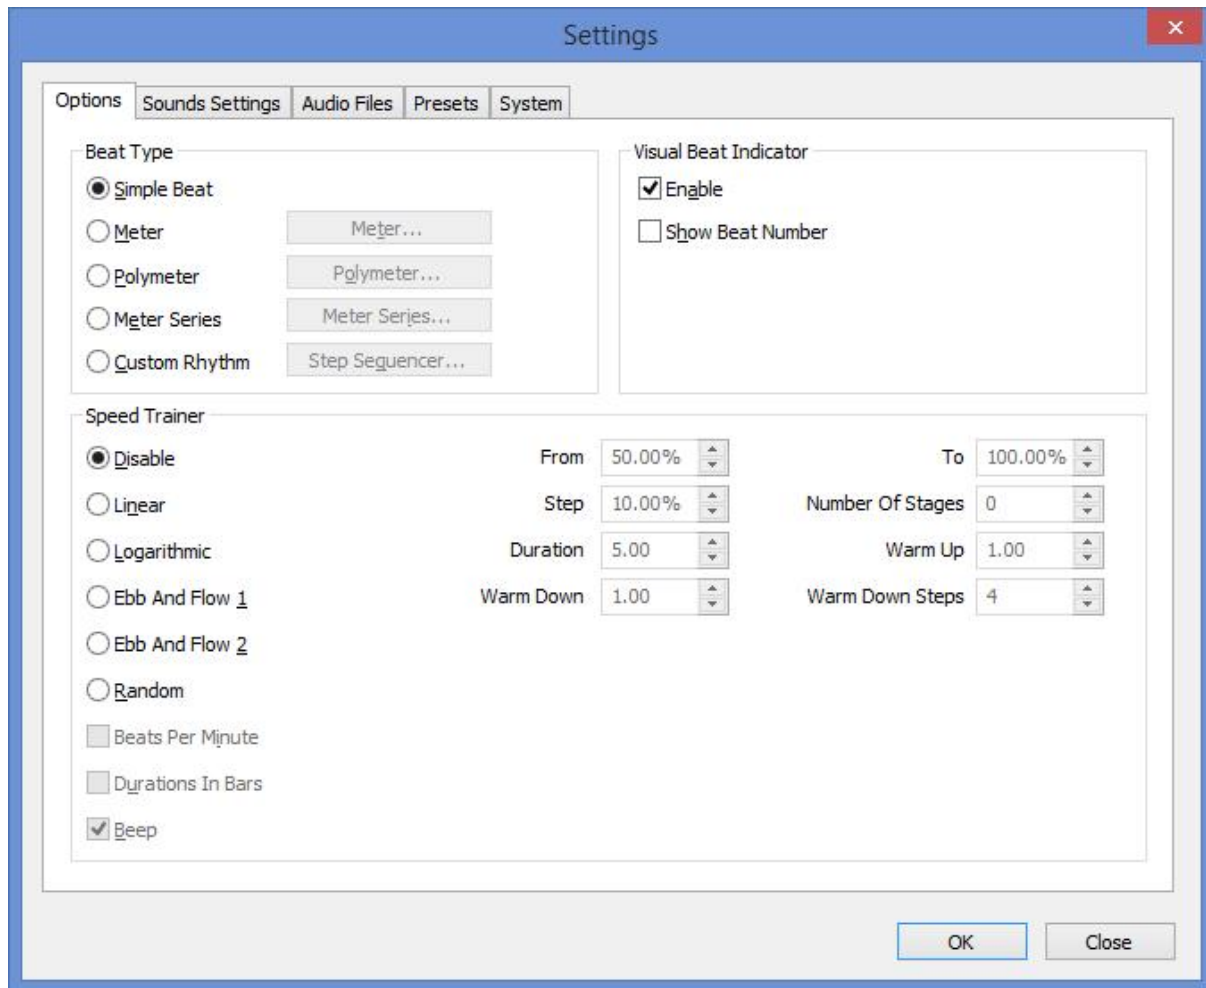 Settings
Options Sounds Settings Audio Files Presets System
Beat Type
Simple Beat
Meter Meter...
Polymeter Polymeter...
Meter Series Meter Series...
Custom Rhythm Step Sequencer...
Visual Beat Indicator
Enable
Show Beat Number
Speed Trainer
Disable From 50.00% To 100.00%
Linear Step 10.00% Number Of Stages 0
Logarithmic Duration 5.00 Warm Up 1.00
Ebb And Flow 1 Warm Down 1.00 Warm Down Steps 4
Ebb And Flow 2
Random
Beats Per Minute
Durations In Bars
Beep
OK Close